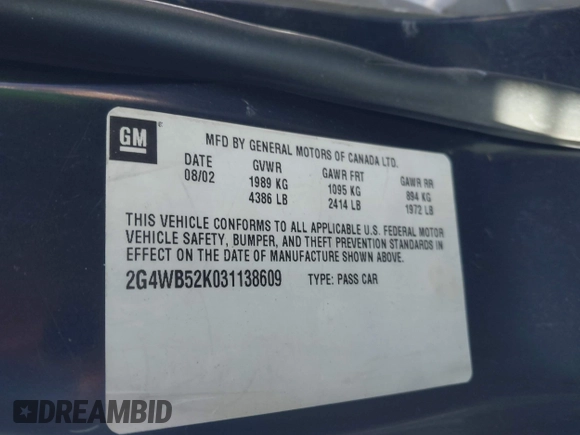 GM
MFD BY GENERAL MOTORS OF CANADA LTD.
DATE GVWR GAWR FRT GAWR RR
08/02 1989 KG 1095 KG 894 KG
4386 LB 2414 LB 1972 LB
THIS VEHICLE CONFORMS TO ALL APPLICABLE U.S. FEDERAL MOTOR
VEHICLE SAFETY, BUMPER, AND THEFT PREVENTION STANDARDS IN
EFFECT ON THE DATE OF MANUFACTURE SHOWN ABOVE.
2G4WB52K031138609 TYPE: PASS CAR
DREAMBID